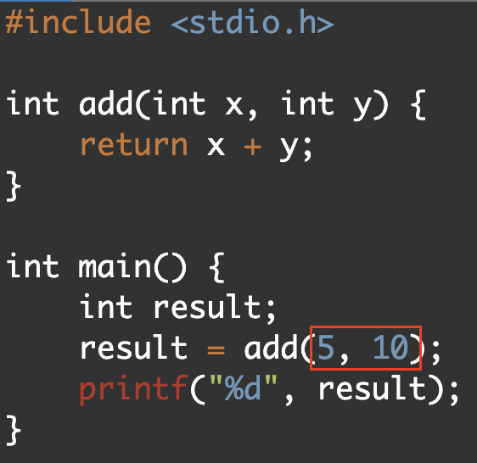 #include <stdio.h>

int add(int x, int y) {
    return x + y;
}

int main() {
    int result;
    result = add(5, 10);
    printf("%d", result);
}